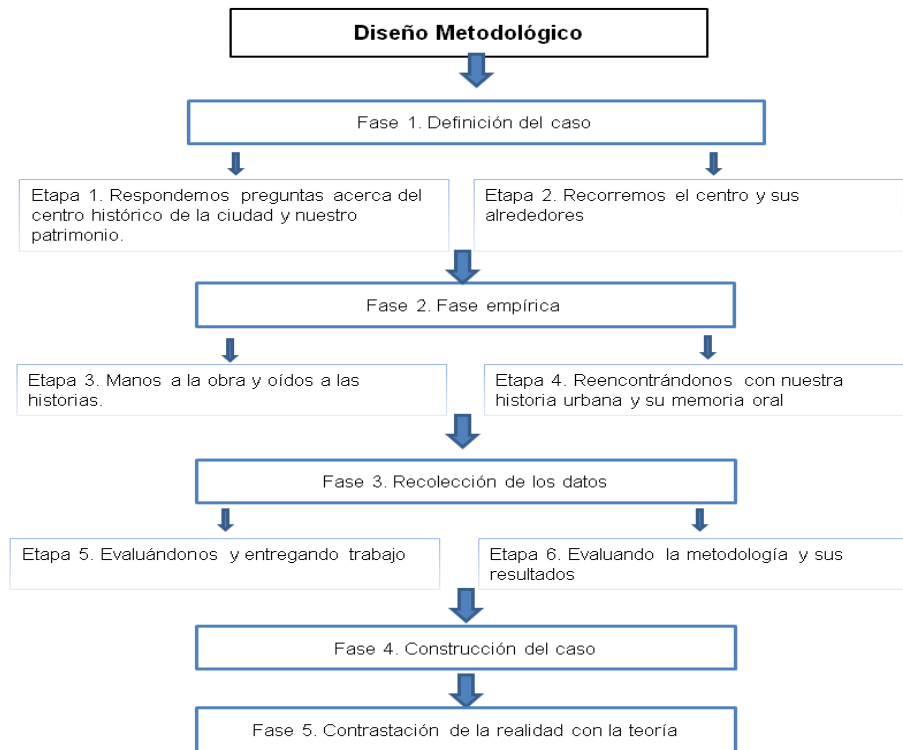 Diseño Metodológico
Fase 1. Definición del caso
Etapa 1. Respondemos preguntas acerca del
centro histórico de la ciudad y nuestro
patrimonio.
Etapa 2. Recorremos el centro y sus
alrededores
Fase 2. Fase empírica
Etapa 3. Manos a la obra y oídos a las
historias.
Etapa 4. Reencontrándonos con nuestra
historia urbana y su memoria oral
Fase 3. Recolección de los datos
Etapa 5. Evaluándonos y entregando trabajo
Etapa 6. Evaluando la metodología y sus
resultados
Fase 4. Construcción del caso
Fase 5. Contrastación de la realidad con la teoría